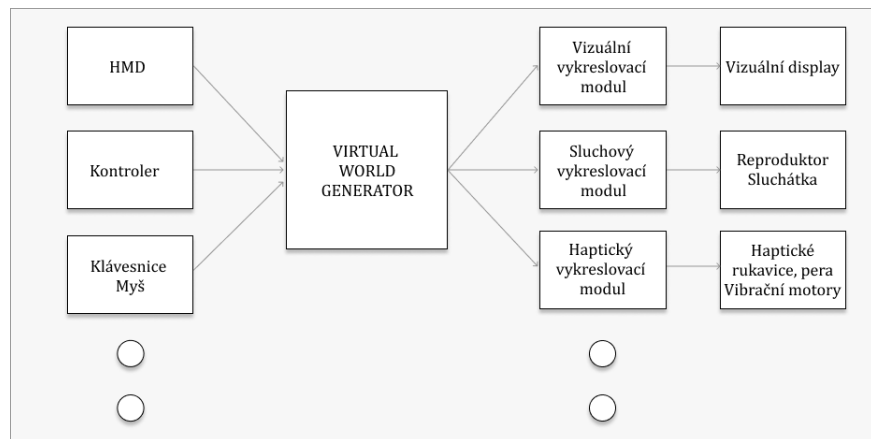 HMD
Kontroler
Klávesnice
Myš
VIRTUAL
WORLD
GENERATOR
Vizuální
vykreslovací
modul
Sluchový
vykreslovací
modul
Haptický
vykreslovací
modul
Vizuální display
Reproduktor
Sluchátka
Haptické
rukavice, pera
Vibrační motory